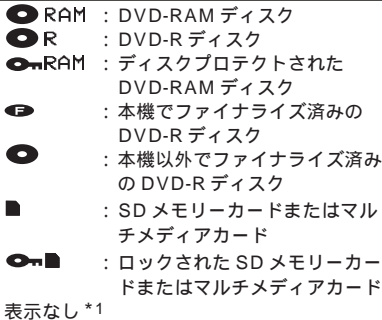 RAM : DVD-RAM ディスク
R : DVD-R ディスク
RAM : ディスクプロテクトされた
DVD-RAM ディスク
F : 本機でファイナライズ済みの
DVD-R ディスク
: 本機以外でファイナライズ済み
の DVD-R ディスク
: SD メモリーカードまたはマル
チメディアカード
: ロックされた SD メモリーカー
ドまたはマルチメディアカード
表示なし *1